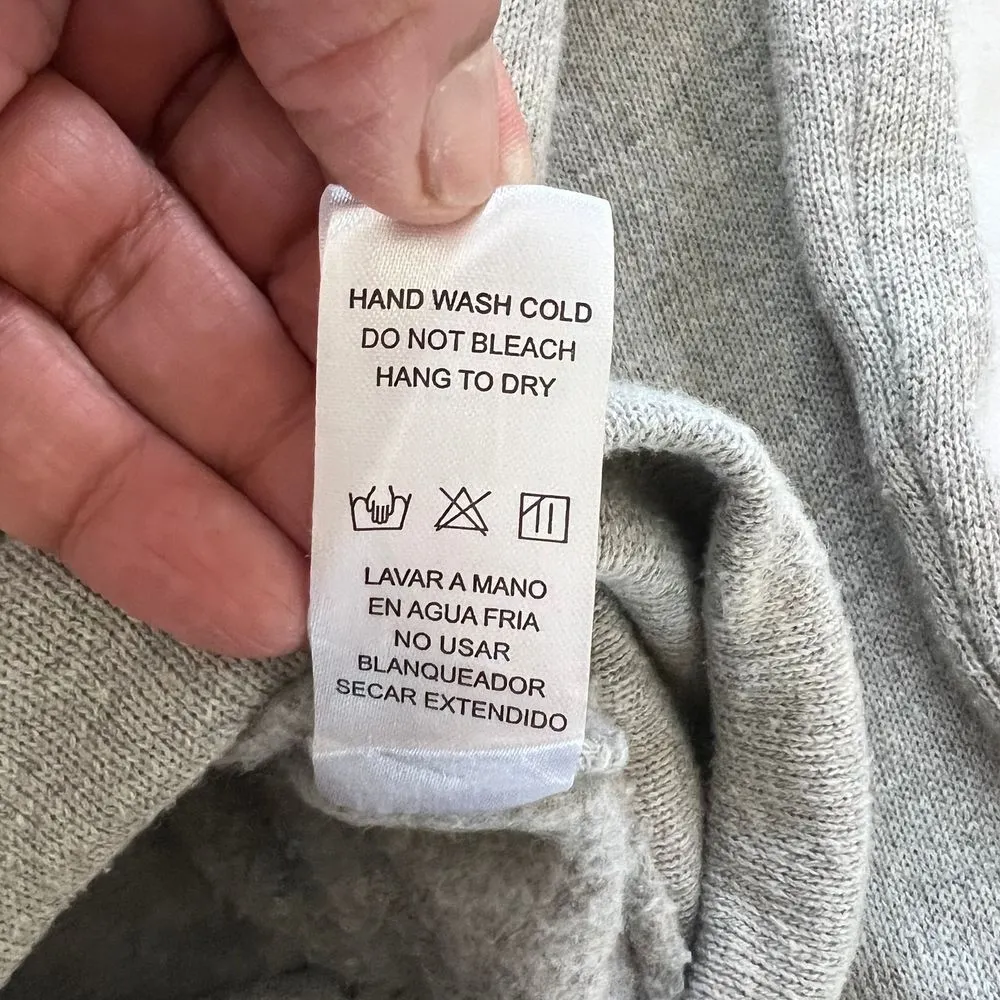 HAND WASH COLD
DO NOT BLEACH
HANG TO DRY
LAVAR A MANO
EN AGUA FRIA
NO USAR
BLANQUEADOR
SECAR EXTENDIDO